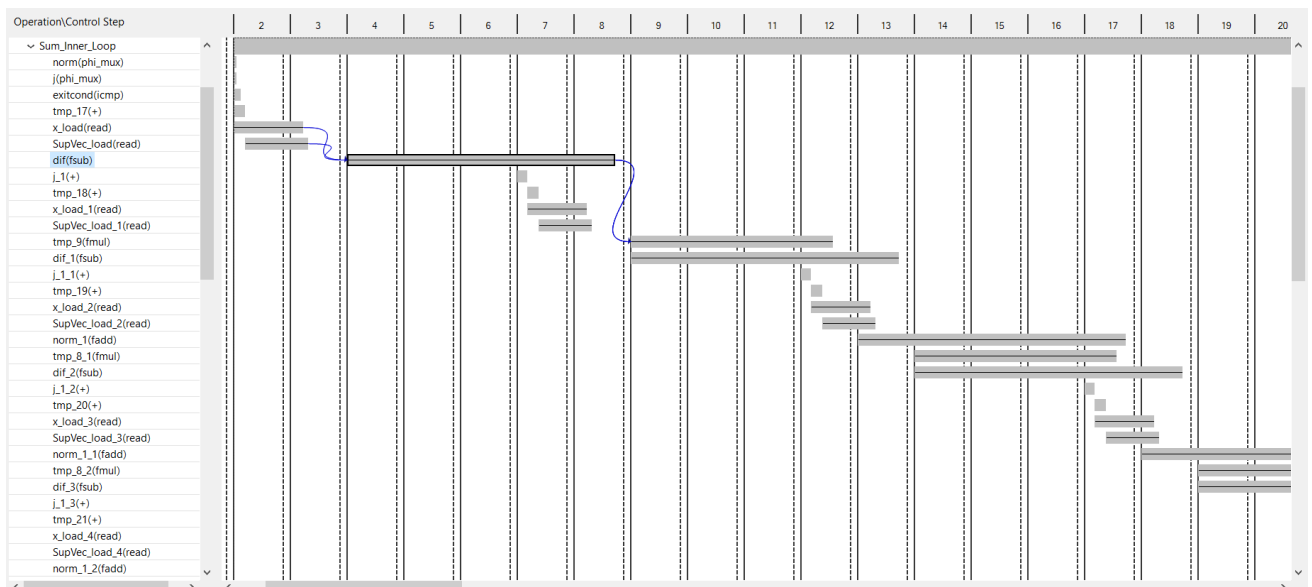 Operation\Control Step 2 3 4 5 6 7 8 9 10 11 12 13 14 15 16 17 18 19 20
Sum_Inner_Loop
norm(phi_mux)
j(phi_mux)
exitcond(icmp)
tmp_17(+)
x_load(read)
SupVec_load(read)
dif(fsub)
j_1(+)
tmp_18(+)
x_load_1(read)
SupVec_load_1(read)
tmp_9(fmul)
dif_1(fsub)
j_1_1(+)
tmp_19(+)
x_load_2(read)
SupVec_load_2(read)
norm_1(fadd)
tmp_8_1(fmul)
dif_2(fsub)
j_1_2(+)
tmp_20(+)
x_load_3(read)
SupVec_load_3(read)
norm_1_1(fadd)
tmp_8_2(fmul)
dif_3(fsub)
j_1_3(+)
tmp_21(+)
x_load_4(read)
SupVec_load_4(read)
norm_1_2(fadd)